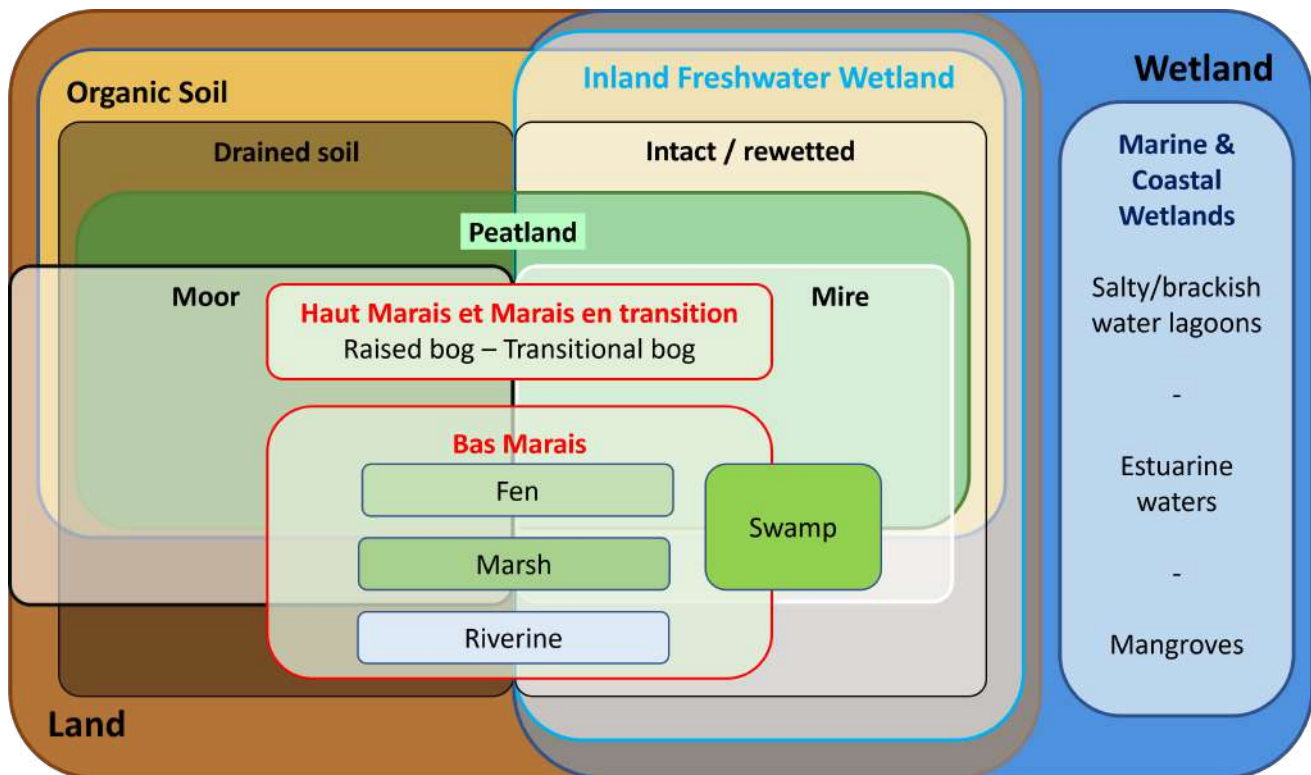 Wetland
Inland Freshwater Wetland
Organic Soil
Drained soil
Intact / rewetted
Marine &
Coastal
Wetlands
Peatland
Moor
Mire
Haut Marais et Marais en transition
Raised bog – Transitional bog
Salty/brackish
water lagoons
-
Bas Marais
Fen
Swamp
Estuarine
waters
Marsh
-
Riverine
Mangroves
Land